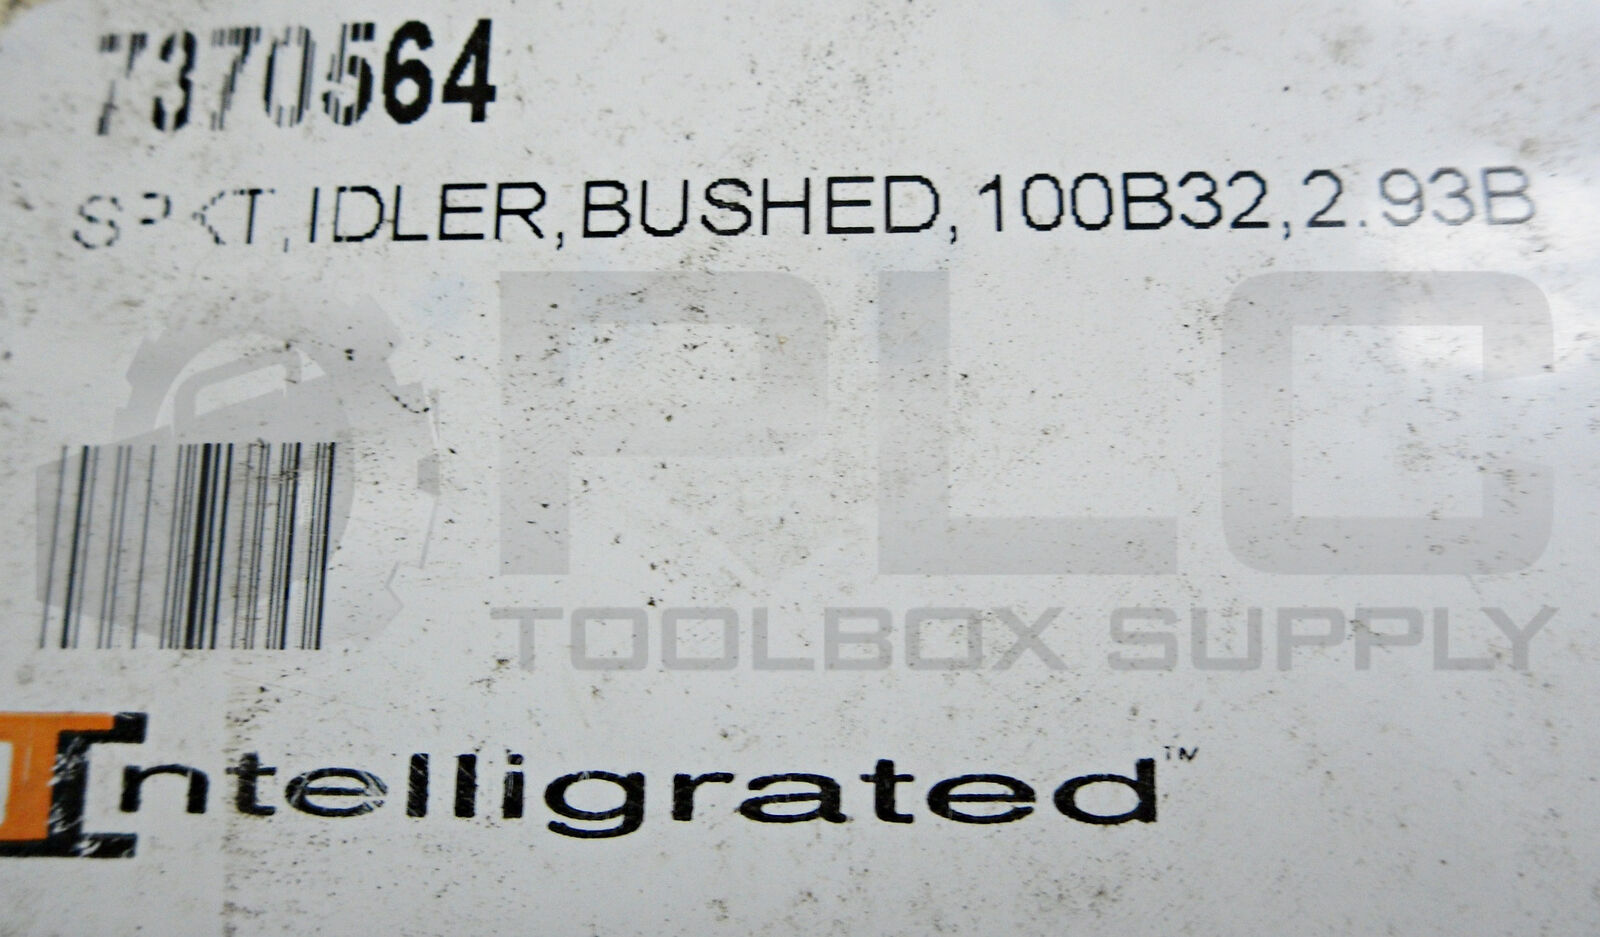 7370564
SPKT,IDLER,BUSHED,100B32,2.93B
PLC
TOOLBOX SUPPLY
Intelligrated™